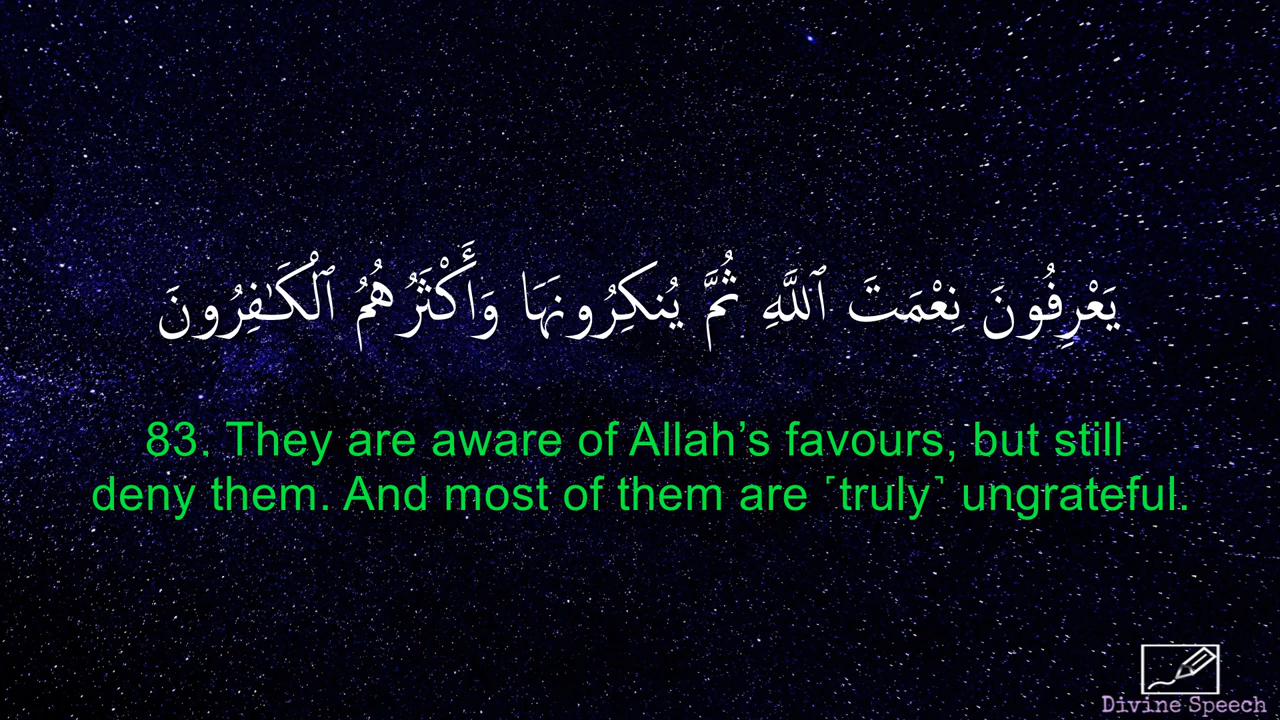 يَعْرِفُونَ نِعْمَتَ ٱللَّهِ ثُمَّ يُنكِرُونَهَا وَأَكْثَرُهُمُ ٱلْكَـٰفِرُونَ
83. They are aware of Allah’s favours, but still
deny them. And most of them are ˹truly˺ ungrateful.
Divine Speech